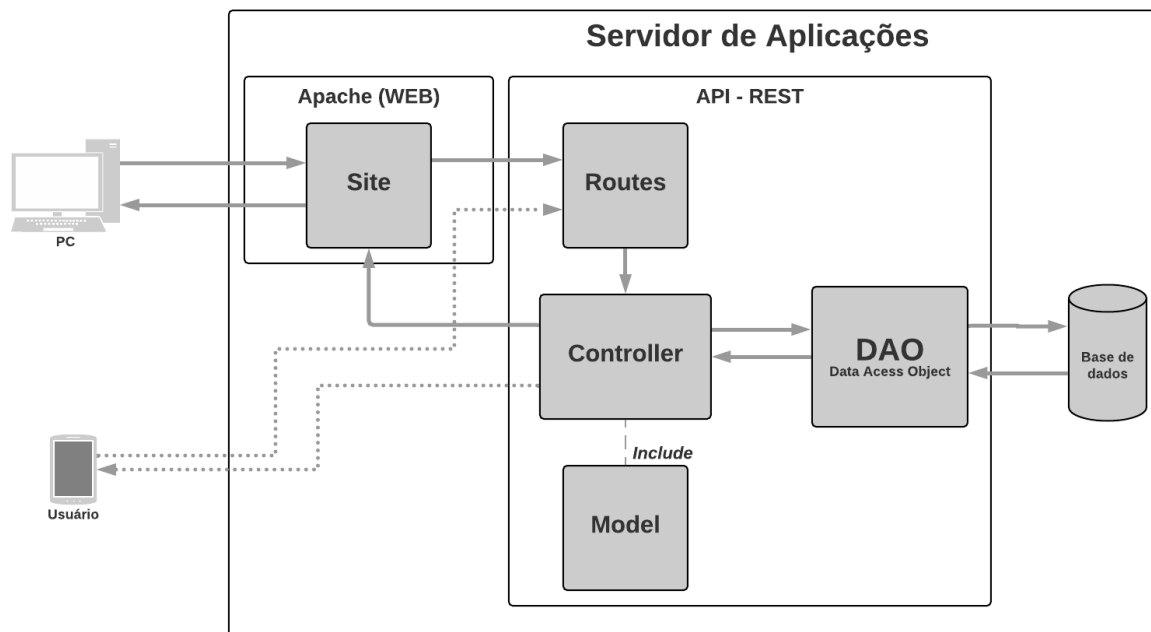 Servidor de Aplicações
Apache (WEB)
API - REST
Site
Routes
PC
Controller
DAO
Data Acess Object
Base de
dados
Include
Usuário
Model